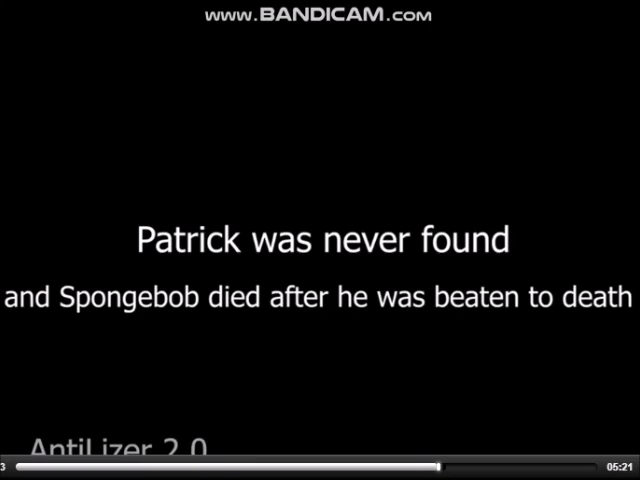 www.BANDICAM.com
Patrick was never found
and Spongebob died after he was beaten to death
AntiLizer 2.0
3
05:21